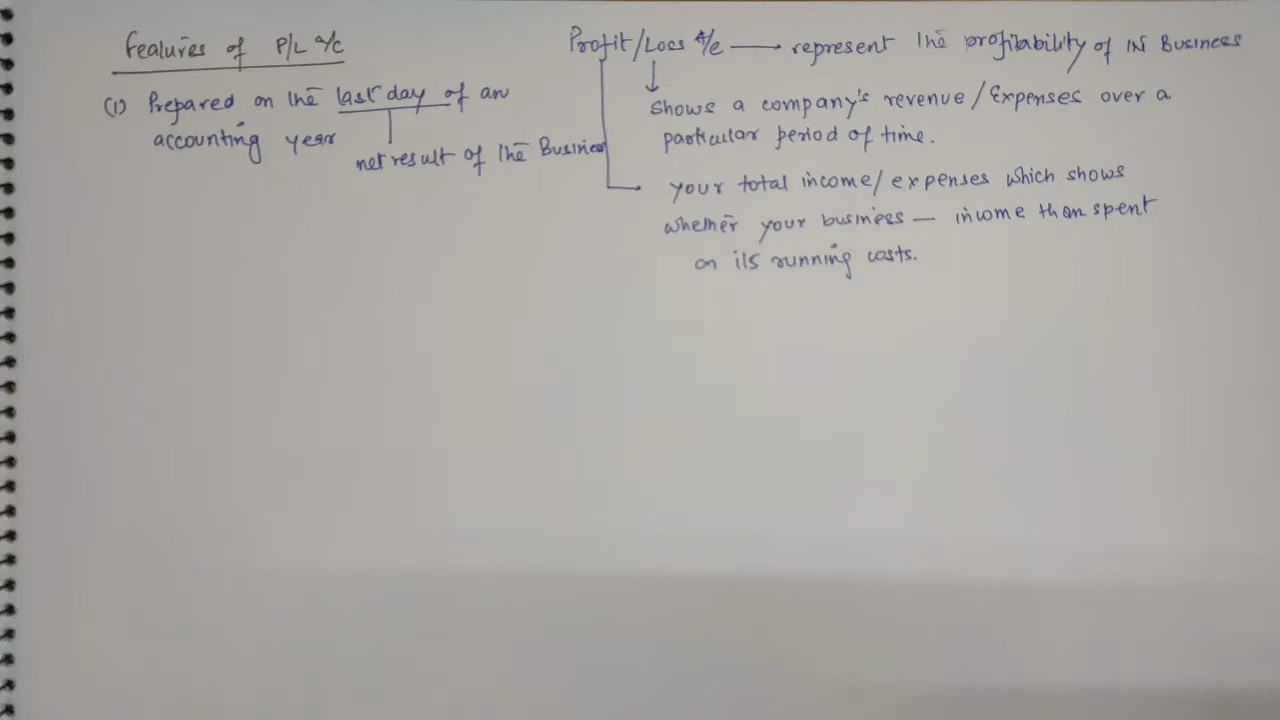 Features of P/L a/c
(1) Prepared on the last day of an
accounting year
net result of the Business
Profit/Loss A/c — represent the profitability of the Business
Shows a company's revenue/Expenses over a
particular period of time.
your total income/expenses which shows
whether your business — income than spent
on its running costs.